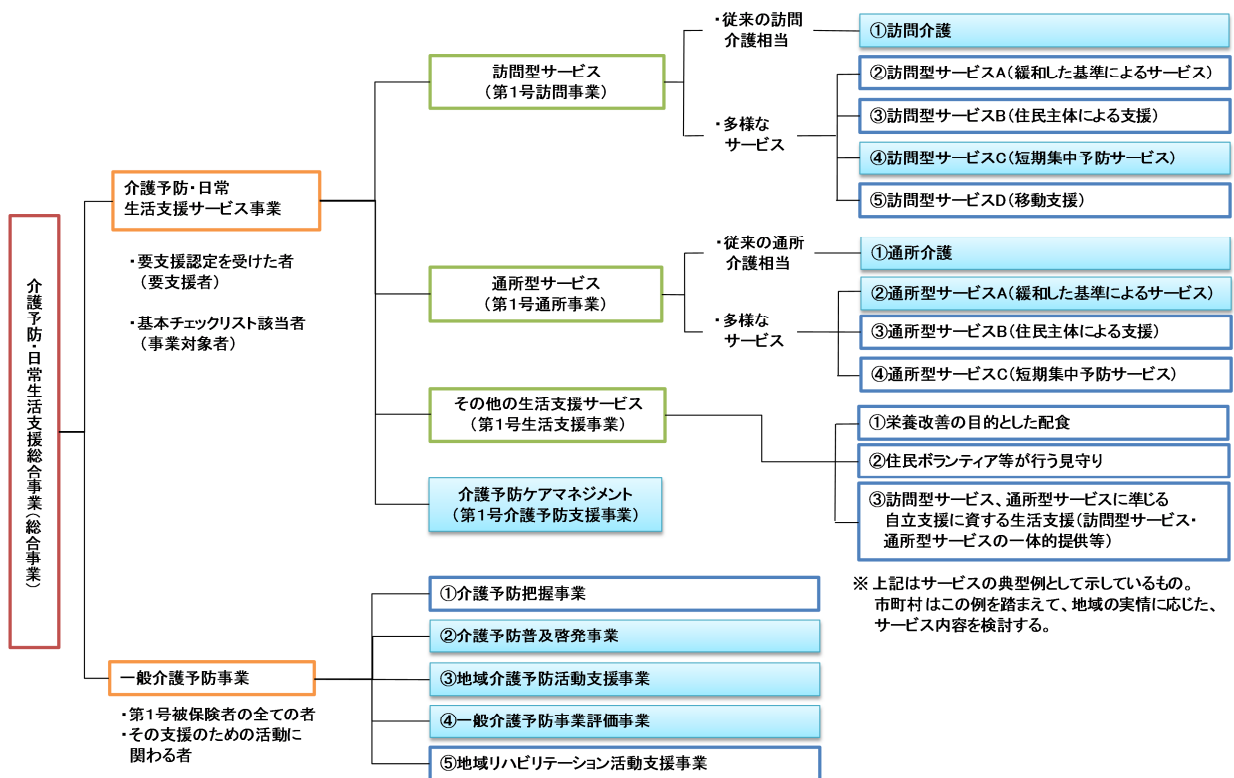 介護予防・日常生活支援総合事業（総合事業）
介護予防・日常
生活支援サービス事業
・要支援認定を受けた者
（要支援者）
・基本チェックリスト該当者
（事業対象者）
訪問型サービス
（第1号訪問事業）
・従来の訪問
介護相当
①訪問介護
・多様な
サービス
②訪問型サービスA（緩和した基準によるサービス）
③訪問型サービスB（住民主体による支援）
④訪問型サービスC（短期集中予防サービス）
⑤訪問型サービスD（移動支援）
通所型サービス
（第1号通所事業）
・従来の通所
介護相当
①通所介護
・多様な
サービス
②通所型サービスA（緩和した基準によるサービス）
③通所型サービスB（住民主体による支援）
④通所型サービスC（短期集中予防サービス）
その他の生活支援サービス
（第1号生活支援事業）
①栄養改善の目的とした配食
②住民ボランティア等が行う見守り
③訪問型サービス、通所型サービスに準じる
自立支援に資する生活支援（訪問型サービス・
通所型サービスの一体的提供等）
介護予防ケアマネジメント
（第1号介護予防支援事業）
※ 上記はサービスの典型例として示しているもの。
市町村はこの例を踏まえて、地域の実情に応じた、
サービス内容を検討する。
一般介護予防事業
・第1号被保険者の全ての者
・その支援のための活動に
関わる者
①介護予防把握事業
②介護予防普及啓発事業
③地域介護予防活動支援事業
④一般介護予防事業評価事業
⑤地域リハビリテーション活動支援事業